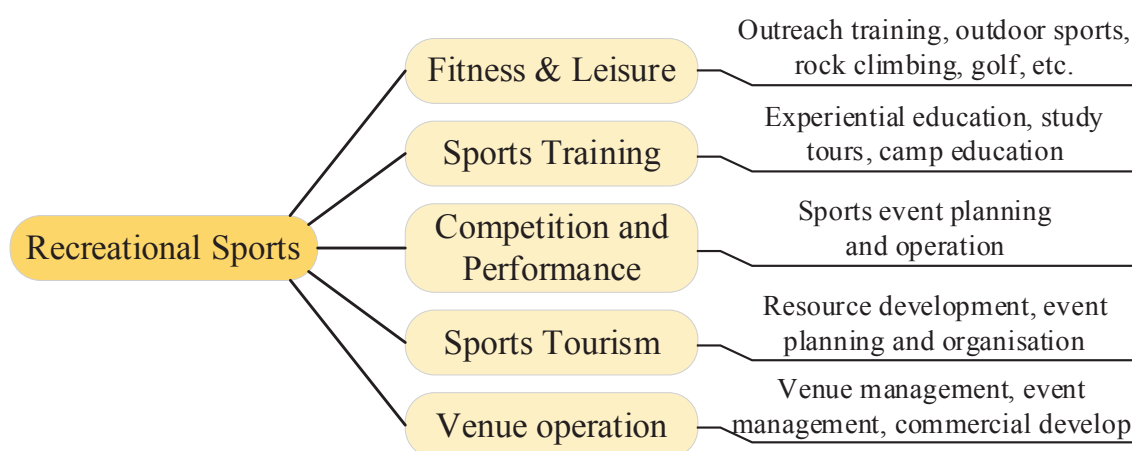 Recreational Sports
Fitness & Leisure
Outreach training, outdoor sports,
rock climbing, golf, etc.
Sports Training
Experiential education, study
tours, camp education
Competition and
Performance
Sports event planning
and operation
Sports Tourism
Resource development, event
planning and organisation
Venue operation
Venue management, event
management, commercial develop